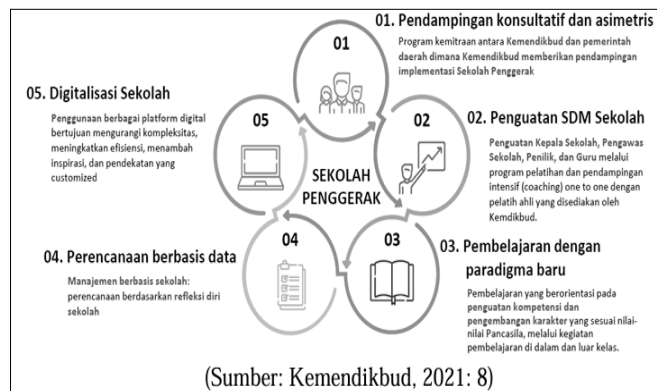 01. Pendampingan konsultatif dan asimetris
Program kemitraan antara Kemendikbud dan pemerintah
daerah dimana Kemendikbud memberikan pendampingan
implementasi Sekolah Penggerak
01
02. Penguatan SDM Sekolah
Penguatan Kepala Sekolah, Pengawas
Sekolah, Penilik, dan Guru melalui
program pelatihan dan pendampingan
intensif (coaching) one to one dengan
pelatih ahli yang disediakan oleh
Kemdikbud.
02
03. Pembelajaran dengan
paradigma baru
Pembelajaran yang berorientasi pada
penguatan kompetensi dan
pengembangan karakter yang sesuai nilai-
nilai Pancasila, melalui kegiatan
pembelajaran di dalam dan luar kelas.
03
04. Perencanaan berbasis data
Manajemen berbasis sekolah:
perencanaan berdasarkan refleksi diri
sekolah
04
05. Digitalisasi Sekolah
Penggunaan berbagai platform digital
bertujuan mengurangi kompleksitas,
meningkatkan efisiensi, menambah
inspirasi, dan pendekatan yang
customized
05
SEKOLAH
PENGGERAK
(Sumber: Kemendikbud, 2021: 8)